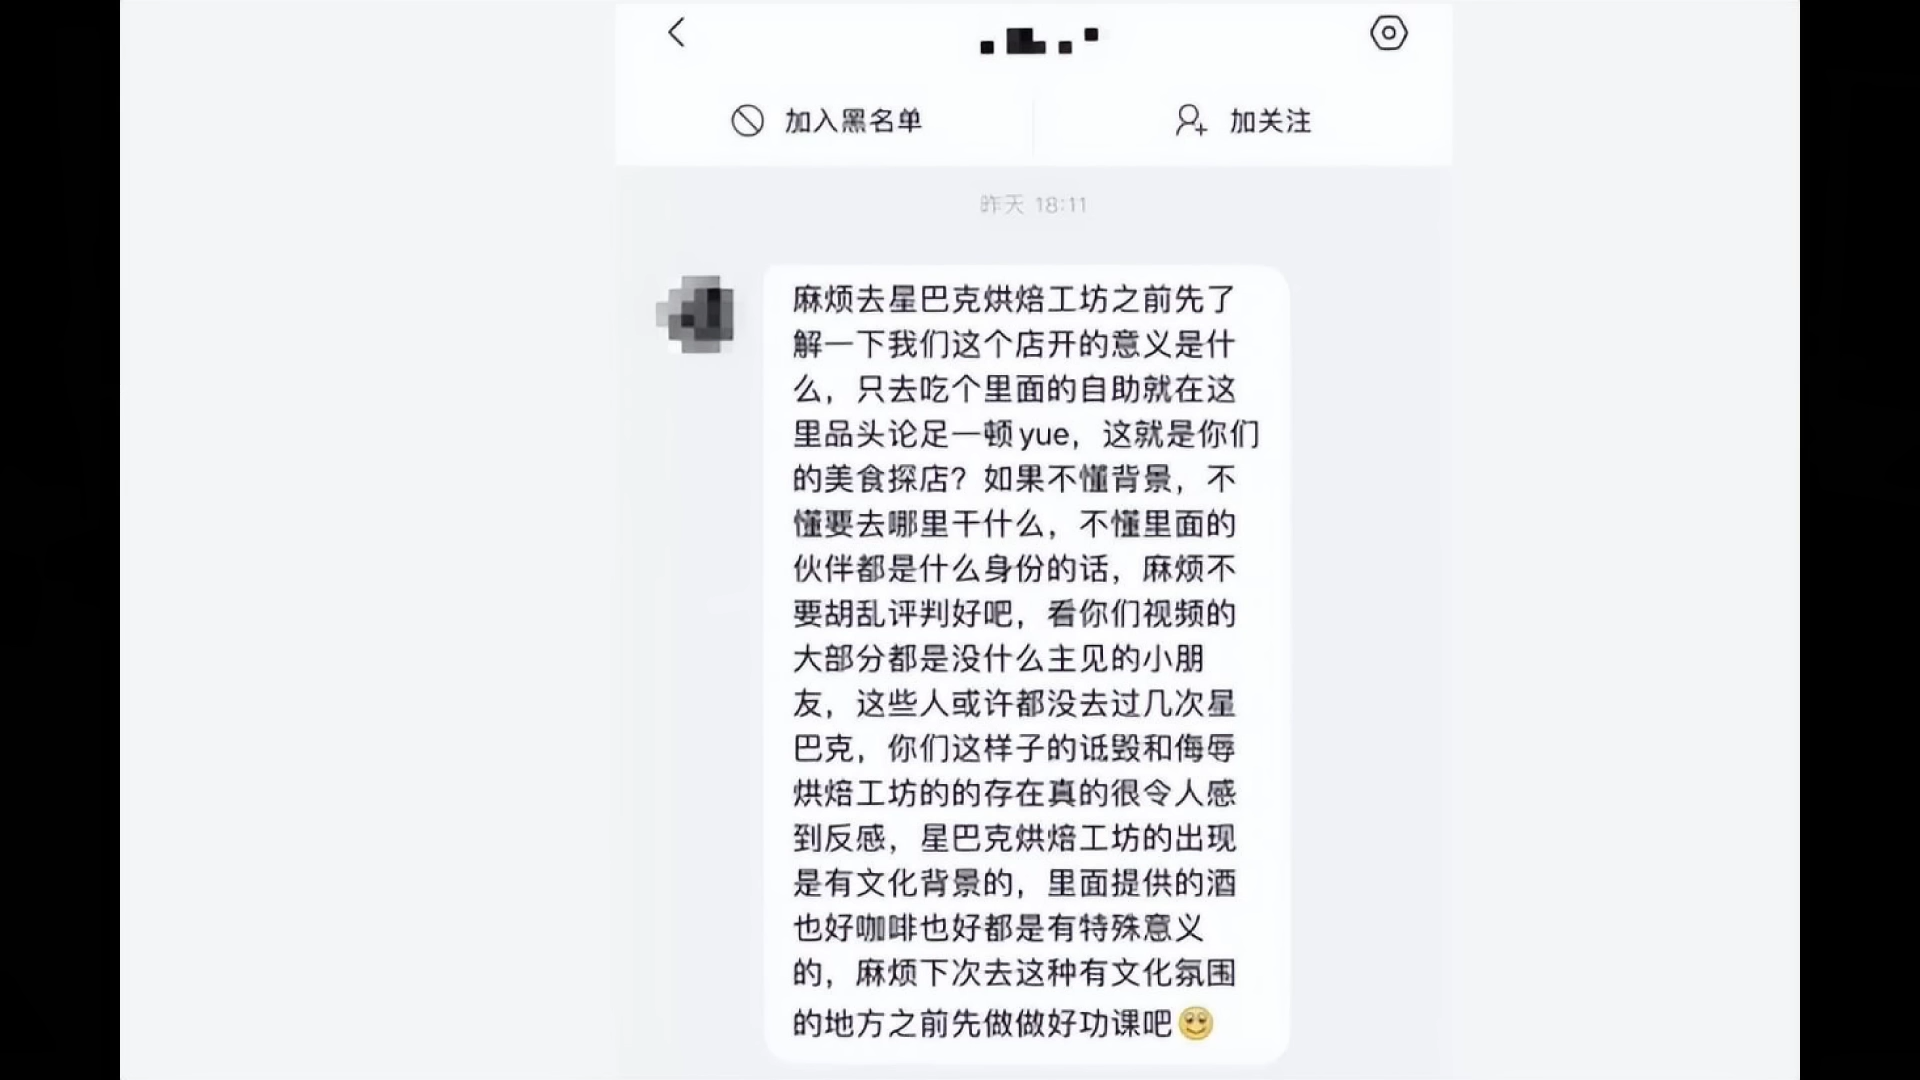 加入黑名单
加关注
昨天 18:11
麻烦去星巴克烘焙工坊之前先了
解一下我们这个店开的意义是什
么，只去吃个里面的自助就在这
里品头论足一顿yue，这就是你们
的美食探店？如果不懂背景，不
懂要去哪里干什么，不懂里面的
伙伴都是什么身份的话，麻烦不
要胡乱评判好吧，看你们视频的
大部分都是没什么主见的小朋
友，这些人或许都没去过几次星
巴克，你们这样子的诋毁和侮辱
烘焙工坊的的存在真的很令人感
到反感，星巴克烘焙工坊的出现
是有文化背景的，里面提供的酒
也好咖啡也好都是有特殊意义
的，麻烦下次去这种有文化氛围
的地方之前先做做好功课吧